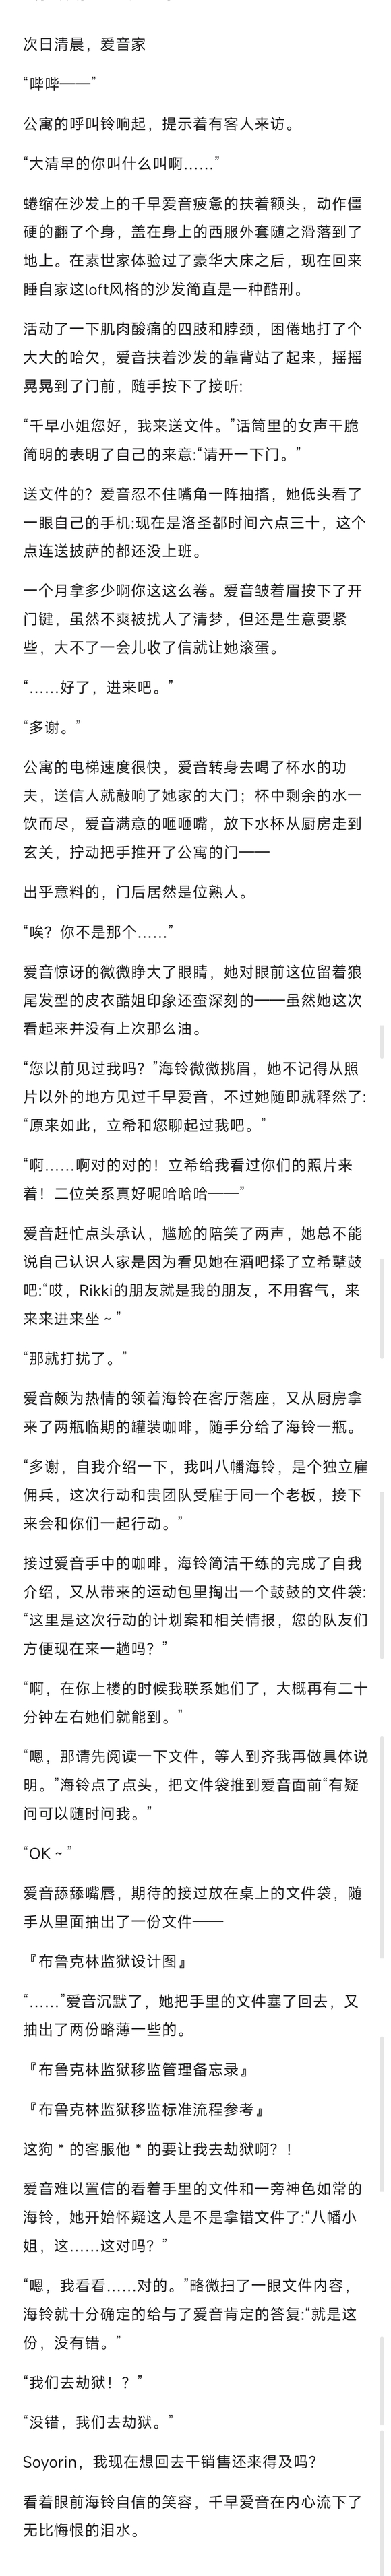 次日清晨，爱音家
“哔哔——”
公寓的呼叫铃响起，提示着有客人来访。
“大清早的你叫什么叫啊……”
蜷缩在沙发上的千早爱音疲惫的扶着额头，动作僵
硬的翻了个身，盖在身上的西服外套随之滑落到了
地上。在素世家体验过了豪华大床之后，现在回来
睡自家这loft风格的沙发简直是一种酷刑。
活动了一下肌肉酸痛的四肢和脖颈，困倦地打了个
大大的哈欠，爱音扶着沙发的靠背站了起来，摇摇
晃晃到了门前，随手按下了接听:
“千早小姐您好，我来送文件。”话筒里的女声干脆
简明的表明了自己的来意:“请开一下门。”
送文件的？爱音忍不住嘴角一阵抽搐，她低头看了
一眼自己的手机:现在是洛圣都时间六点三十，这个
点连送披萨的都还没上班。
一个月拿多少啊你这这么卷。爱音皱着眉按下了开
门键，虽然不爽被扰人了清梦，但还是生意要紧
些，大不了一会儿收了信就让她滚蛋。
“……好了，进来吧。”
“多谢。”
公寓的电梯速度很快，爱音转身去喝了杯水的功
夫，送信人就敲响了她家的大门；杯中剩余的水一
饮而尽，爱音满意的咂咂嘴，放下水杯从厨房走到
玄关，拧动把手推开了公寓的门——
出乎意料的，门后居然是位熟人。
“唉？你不是那个……”
爱音惊讶的微微睁大了眼睛，她对眼前这位留着狼
尾发型的皮衣酷姐印象还蛮深刻的——虽然她这次
看起来并没有上次那么油。
“您以前见过我吗？”海铃微微挑眉，她不记得从照
片以外的地方见过千早爱音，不过她随即就释然了:
“原来如此，立希和您聊起过我吧。”
“啊……啊对的对的！立希给我看过你们的照片来
着！二位关系真好呢哈哈哈——”
爱音赶忙点头承认，尴尬的陪笑了两声，她总不能
说自己认识人家是因为看见她在酒吧揉了立希鼙鼓
吧:“哎，Rikki的朋友就是我的朋友，不用客气，来
来来进来坐～”
“那就打扰了。”
爱音颇为热情的领着海铃在客厅落座，又从厨房拿
来了两瓶临期的罐装咖啡，随手分给了海铃一瓶。
“多谢，自我介绍一下，我叫八幡海铃，是个独立雇
佣兵，这次行动和贵团队受雇于同一个老板，接下
来会和你们一起行动。”
接过爱音手中的咖啡，海铃简洁干练的完成了自我
介绍，又从带来的运动包里掏出一个鼓鼓的文件袋:
“这里是这次行动的计划案和相关情报，您的队友们
方便现在来一趟吗？”
“啊，在你上楼的时候我联系她们了，大概再有二十
分钟左右她们就能到。”
“嗯，那请先阅读一下文件，等人到齐我再做具体说
明。”海铃点了点头，把文件袋推到爱音面前“有疑
问可以随时问我。”
“OK～”
爱音舔舔嘴唇，期待的接过放在桌上的文件袋，随
手从里面抽出了一份文件——
『布鲁克林监狱设计图』
“……”爱音沉默了，她把手里的文件塞了回去，又
抽出了两份略薄一些的。
『布鲁克林监狱移监管理备忘录』
『布鲁克林监狱移监标准流程参考』
这狗＊的客服他＊的要让我去劫狱啊？！
爱音难以置信的看着手里的文件和一旁神色如常的
海铃，她开始怀疑这人是不是拿错文件了:“八幡小
姐，这……这对吗？”
“嗯，我看看……对的。”略微扫了一眼文件内容，
海铃就十分确定的给与了爱音肯定的答复:“就是这
份，没有错。”
“我们去劫狱！？”
“没错，我们去劫狱。”
Soyorin，我现在想回去干销售还来得及吗？
看着眼前海铃自信的笑容，千早爱音在内心流下了
无比悔恨的泪水。